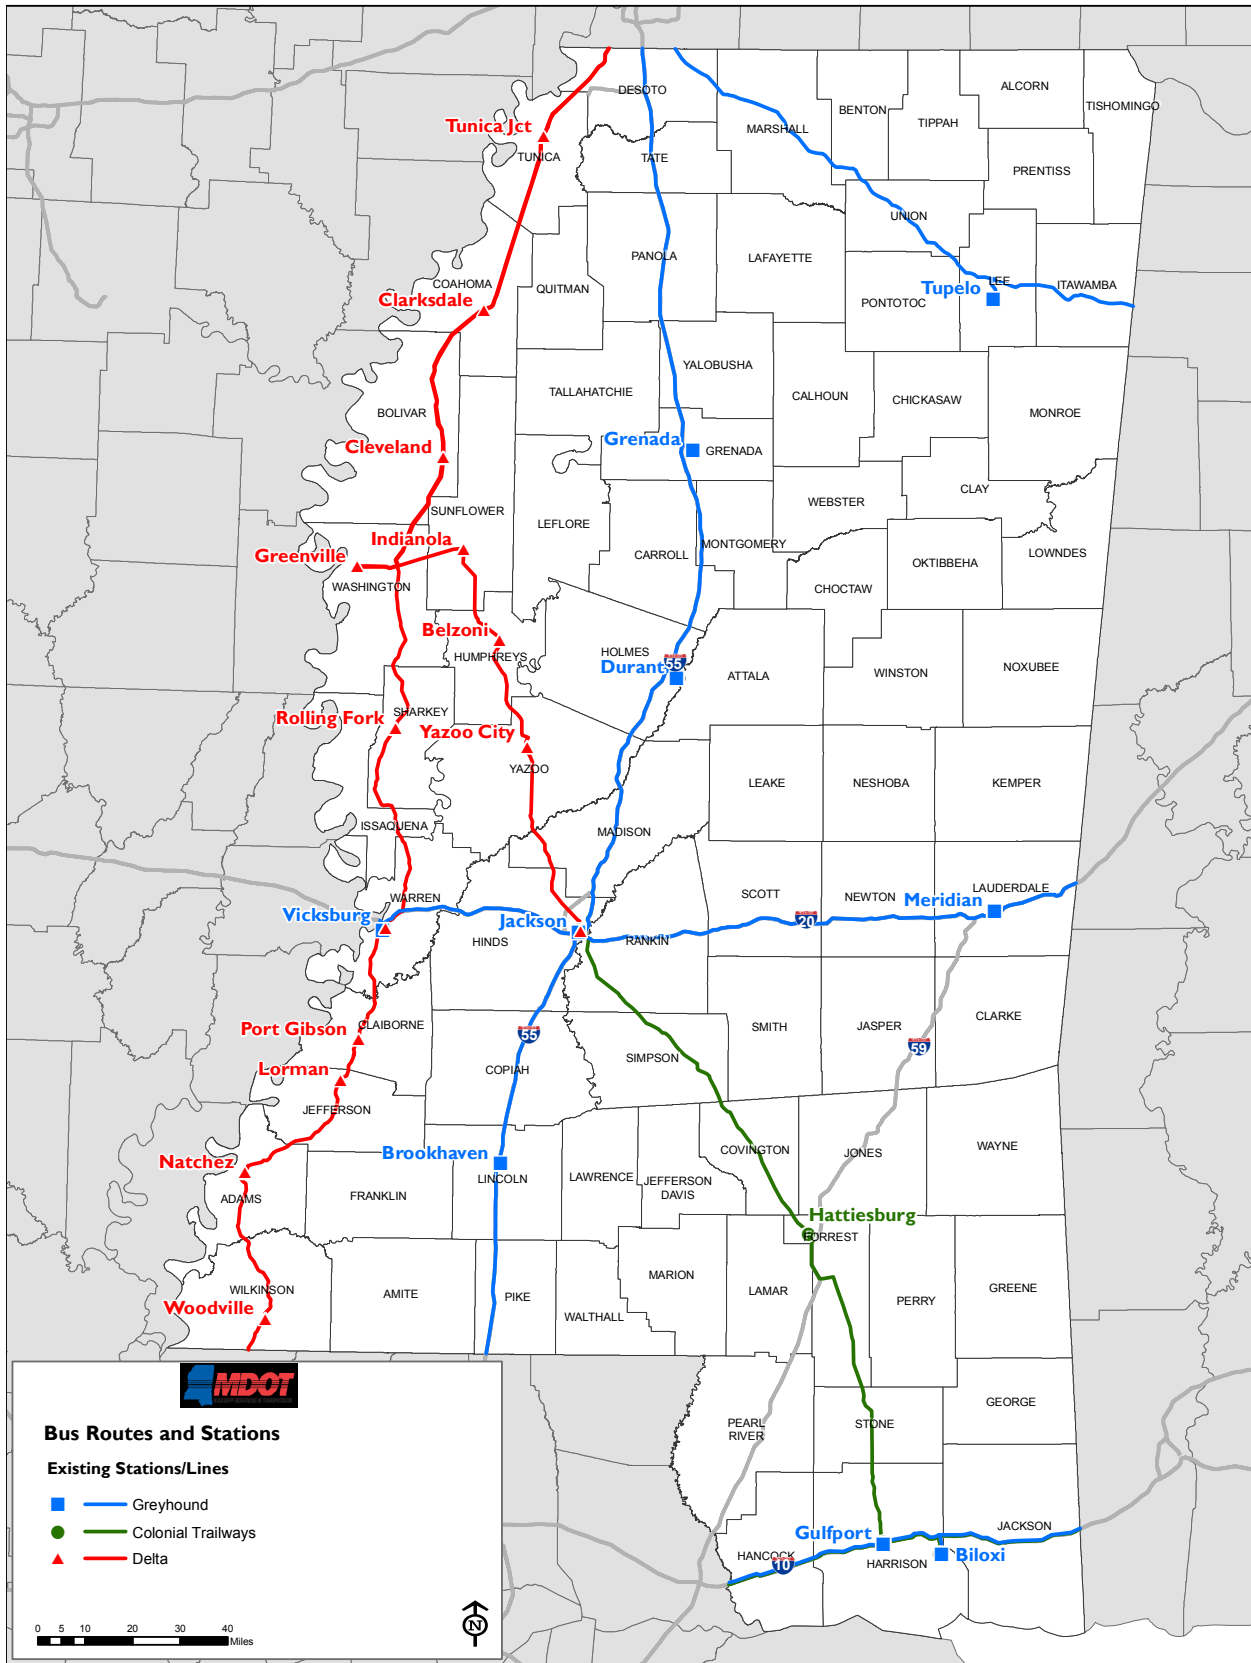 DESOTO
ALCORN
TISHOMINGO
BENTON
TIPPAH
MARSHALL
Tunica Jct
TUNICA
TATE
PRENTISS
UNION
PANOLA
LAFAYETTE
COAHOMA
QUITMAN
LEE
ITAWAMBA
Tupelo
PONTOTOC
Clarksdale
YALOBUSHA
TALLAHATCHIE
CALHOUN
CHICKASAW
MONROE
BOLIVAR
Cleveland
Grenada
GRENADA
CLAY
WEBSTER
SUNFLOWER
LEFLORE
Indianola
MONTGOMERY
CARROLL
LOWNDES
Greenville
OKTIBBEHA
WASHINGTON
CHOCTAW
Belzoni
HUMPHREYS
HOLMES
55
Durant
ATTALA
WINSTON
NOXUBEE
Rolling Fork
SHARKEY
Yazoo City
YAZOO
LEAKE
NESHOBA
KEMPER
ISSAQUENA
MADISON
WARREN
SCOTT
NEWTON
LAUDERDALE
Meridian
Vicksburg
Jackson
20
HINDS
RANKIN
Port Gibson
CLAIBORNE
55
SMITH
JASPER
CLARKE
59
SIMPSON
Lorman
COPIAH
JEFFERSON
Brookhaven
COVINGTON
JONES
WAYNE
Natchez
LINCOLN
LAWRENCE
JEFFERSON
DAVIS
ADAMS
FRANKLIN
Hattiesburg
FORREST
MARION
WILKINSON
AMITE
PIKE
LAMAR
PERRY
GREENE
Woodville
WALTHALL
MDOT
GEORGE
PEARL
RIVER
STONE
Bus Routes and Stations
Existing Stations/Lines
Greyhound
Colonial Trailways
Delta
Gulfport
JACKSON
HANCOCK
10
HARRISON
Biloxi
N
0 5 10 20 30 40
Miles